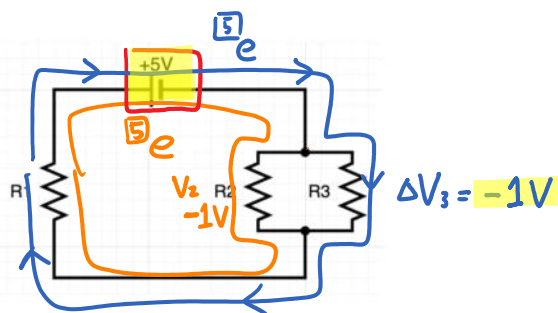 5 e
+5V
5 e
R1
V₂
-1V
R2
R3
ΔV₃ = -1V